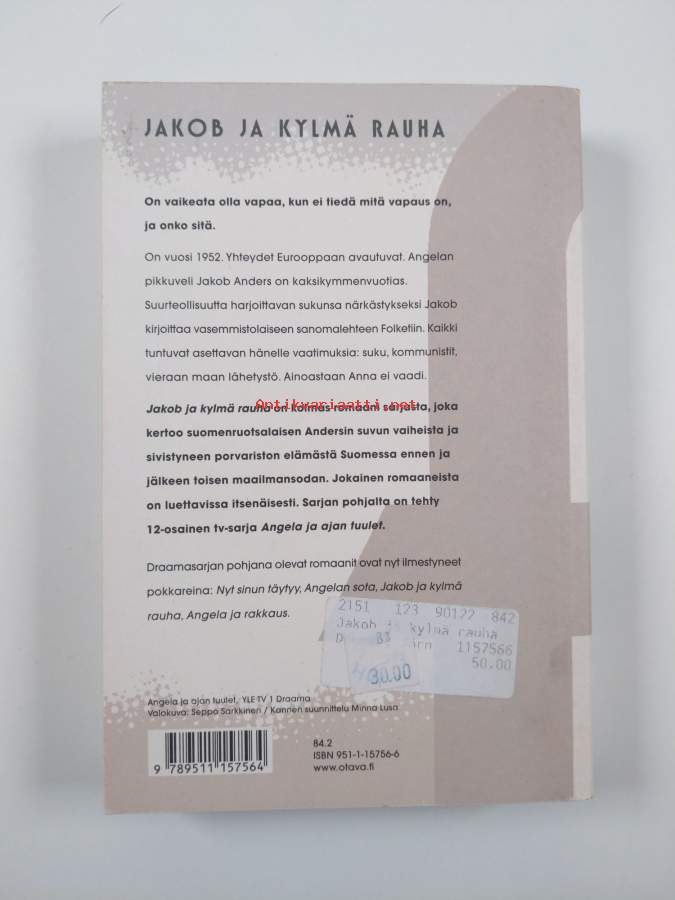 JAKOB JA KYLMÄ RAUHA
On vaikeata olla vapaa, kun ei tiedä mitä vapaus on,
ja onko sitä.
On vuosi 1952. Yhteydet Eurooppaan avautuvat. Angelan
pikkuveli Jakob Anders on kaksikymmenvuotias.
Suurteollisuutta harjoittavan sukunsa närkästykseksi Jakob
kirjoittaa vasemmistolaiseen sanomalehteen Folketiin. Kaikki
tuntuvat asettavan hänelle vaatimuksia: suku, kommunistit,
vieraan maan lähetystö. Ainoastaan Anna ei vaadi.
Antikvariaatti.net
Jakob ja kylmä rauha on kolmas romaani sarjasta, joka
kertoo suomenruotsalaisen Andersin suvun vaiheista ja
sivistyneen porvariston elämästä Suomessa ennen ja
jälkeen toisen maailmansodan. Jokainen romaaneista
on luettavissa itsenäisesti. Sarjan pohjalta on tehty
12-osainen tv-sarja Angela ja ajan tuulet.
Draamasarjan pohjana olevat romaanit ovat nyt ilmestyneet
pokkareina: Nyt sinun täytyy, Angelan sota, Jakob ja kylmä
rauha, Angela ja rakkaus.
2151 123 90122 842
Jakob ja kylmä rauha
83 1157566
50.00
30.00
Angela ja ajan tuulet, YLE TV 1 Draama
Valokuva: Seppo Sarkkinen / Kannen suunnittelu Minna Lusa
84.2
ISBN 951-1-15756-6
www.otava.fi
9 789511 157564